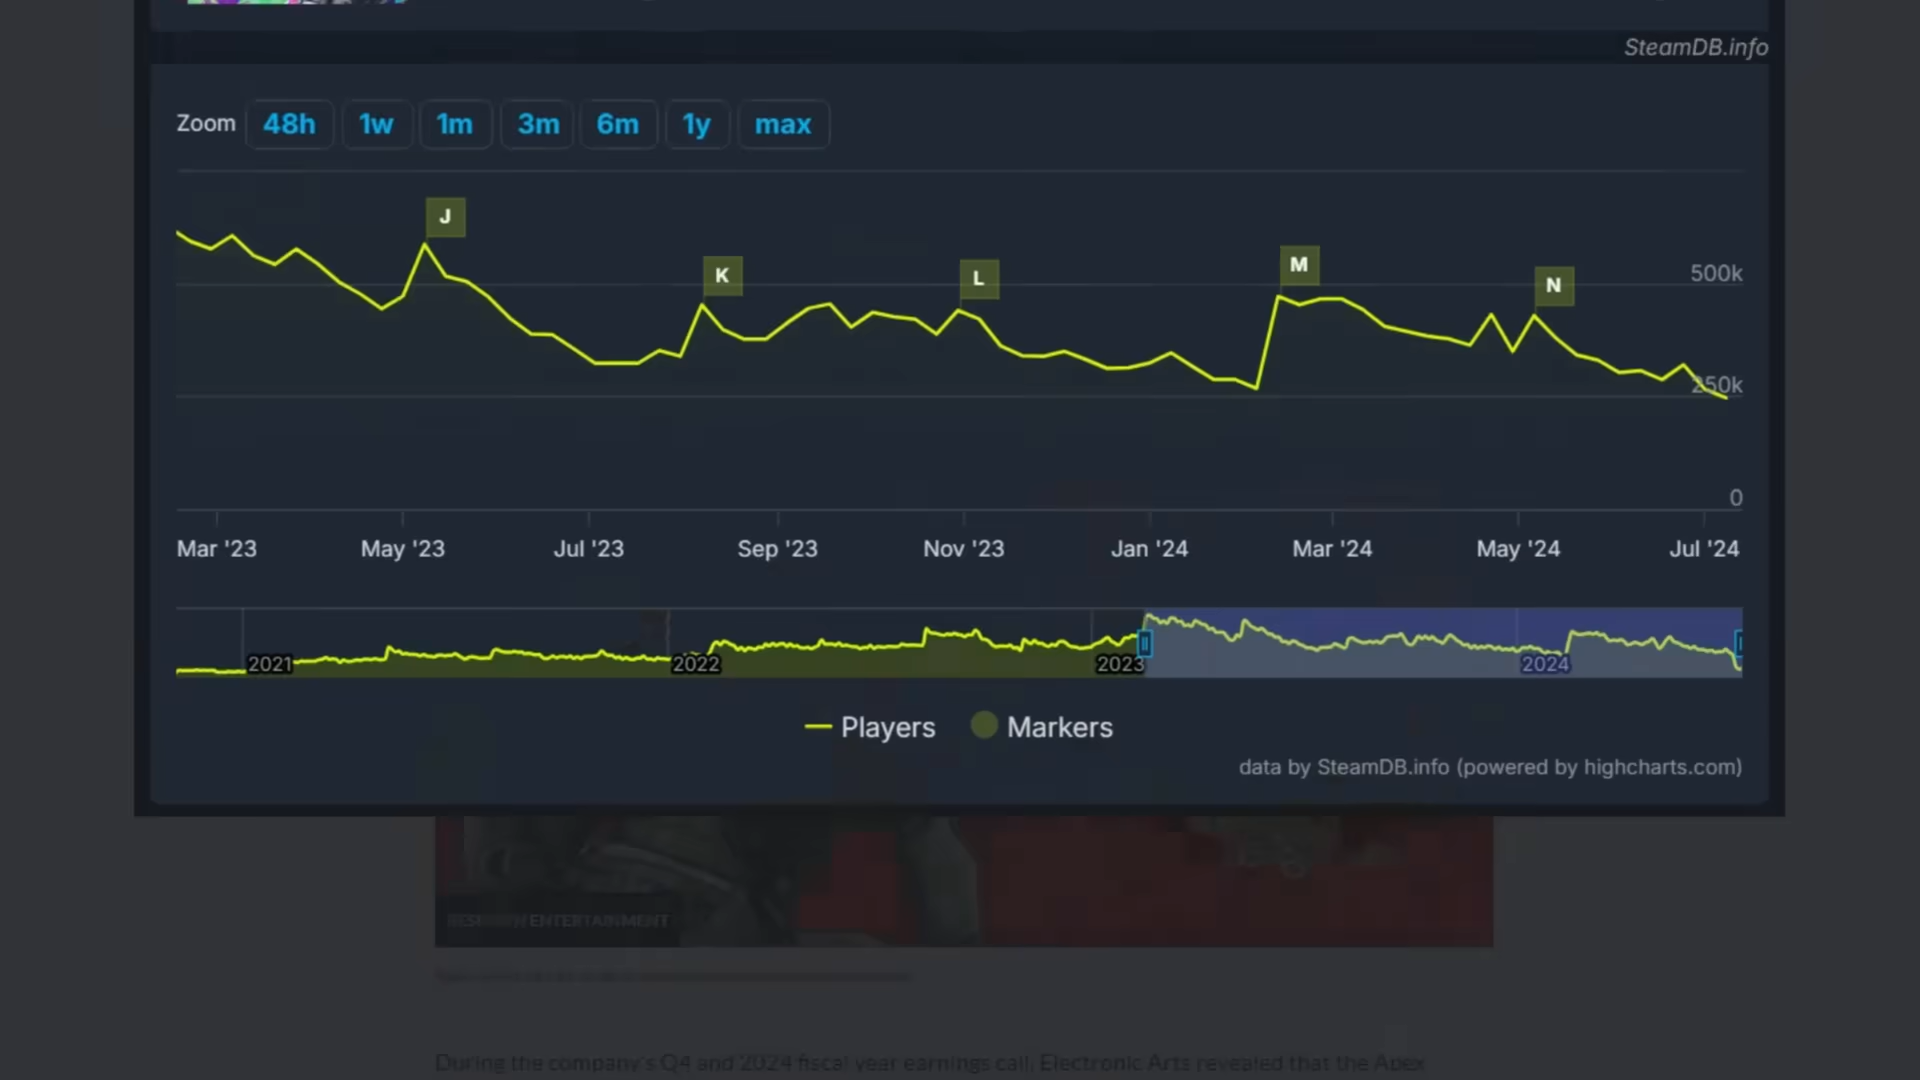 SteamDB.info
Zoom 48h 1w 1m 3m 6m 1y max
J
K
L
M
N
500k
250k
0
Mar '23 May '23 Jul '23 Sep '23 Nov '23 Jan '24 Mar '24 May '24 Jul '24
2021 2022 2023 2024
Players Markers
data by SteamDB.info (powered by highcharts.com)
ENTERTAINMENT
During the company's Q4 and 2024 fiscal year earnings call, Electronic Arts revealed that the Apex